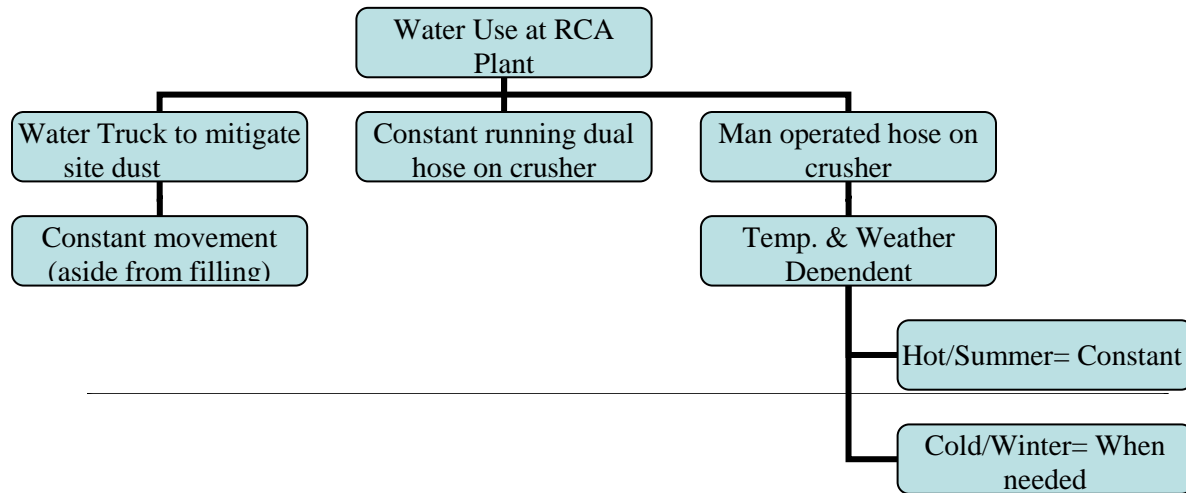 Water Use at RCA
Plant
Water Truck to mitigate
site dust
Constant running dual
hose on crusher
Man operated hose on
crusher
Constant movement
(aside from filling)
Temp. & Weather
Dependent
Hot/Summer= Constant
Cold/Winter= When
needed